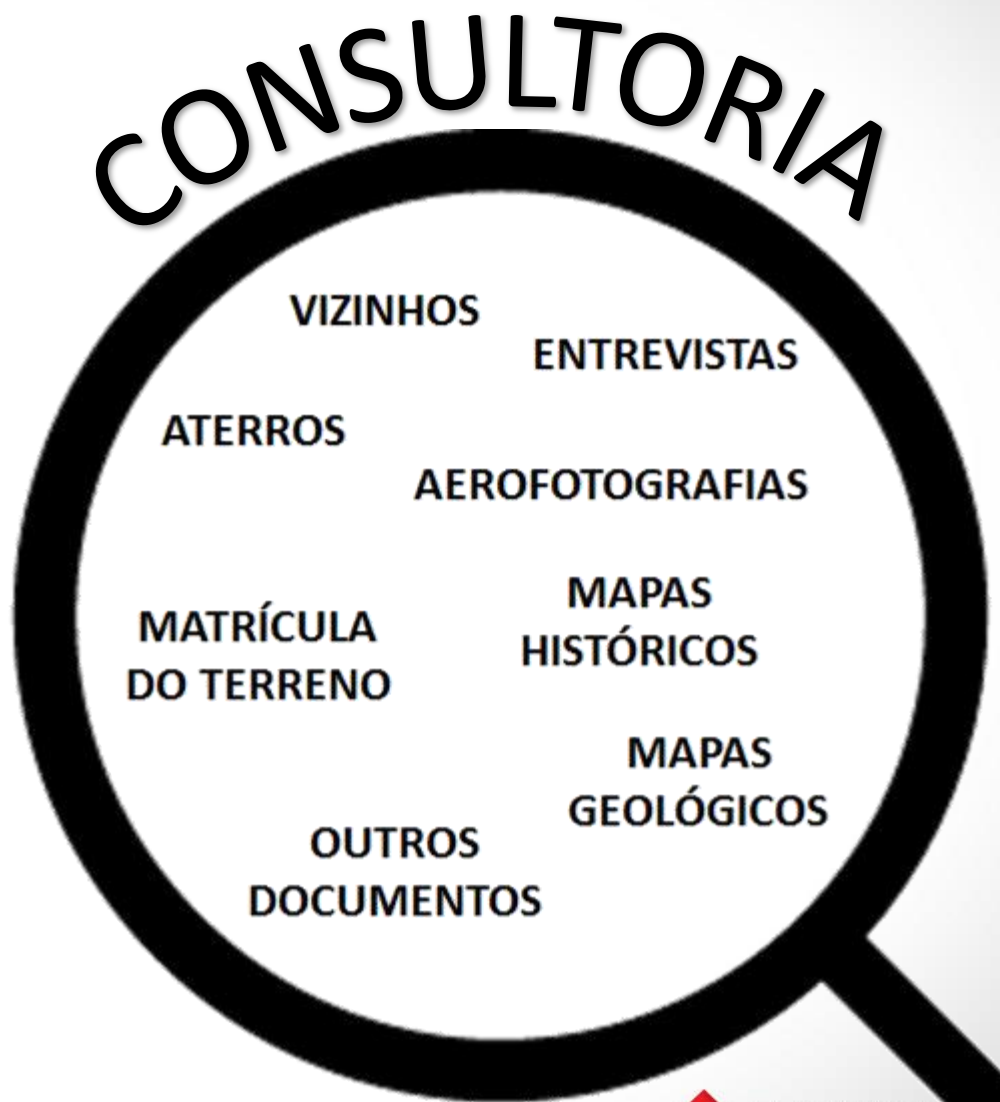 CONSULTORIA
VIZINHOS
ENTREVISTAS
ATERROS
AEROFOTOGRAFIAS
MATRÍCULA
DO TERRENO
MAPAS
HISTÓRICOS
MAPAS
GEOLÓGICOS
OUTROS
DOCUMENTOS